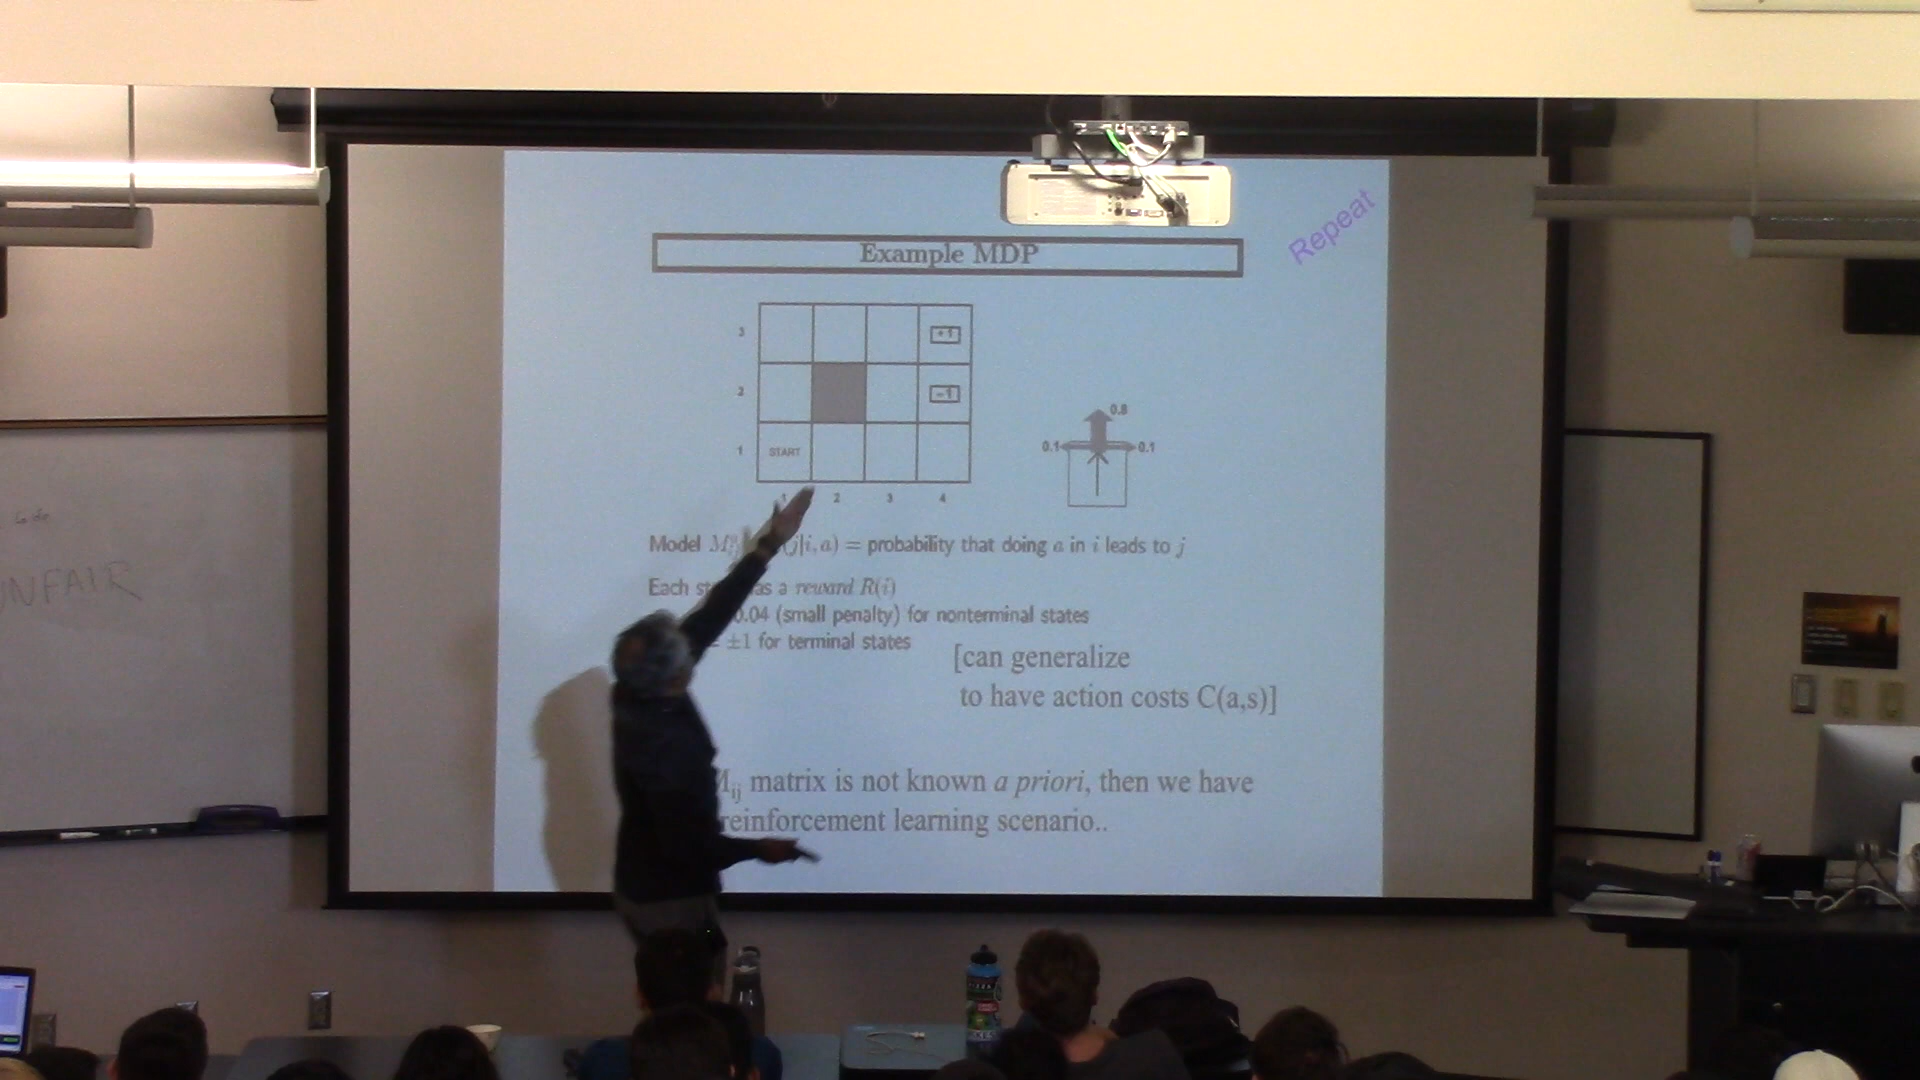 Repeat
Example MDP
3
+1
2
-1
1
START
1 2 3 4
0.8
0.1 0.1
Model M (j|i, a) = probability that doing a in i leads to j
Each as a reward R(i)
0.04 (small penalty) for nonterminal states
= ±1 for terminal states
[can generalize
to have action costs C(a,s)]
Mij matrix is not known a priori, then we have
reinforcement learning scenario..
UNFAIR